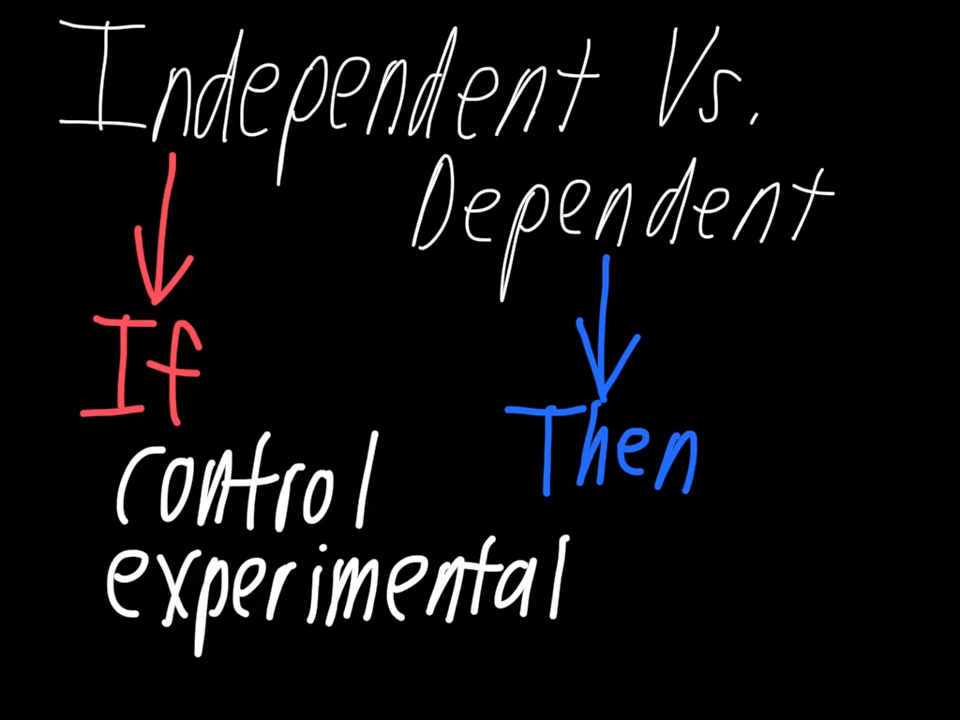 Independent Vs.
Dependent
If
Then
control
experimental